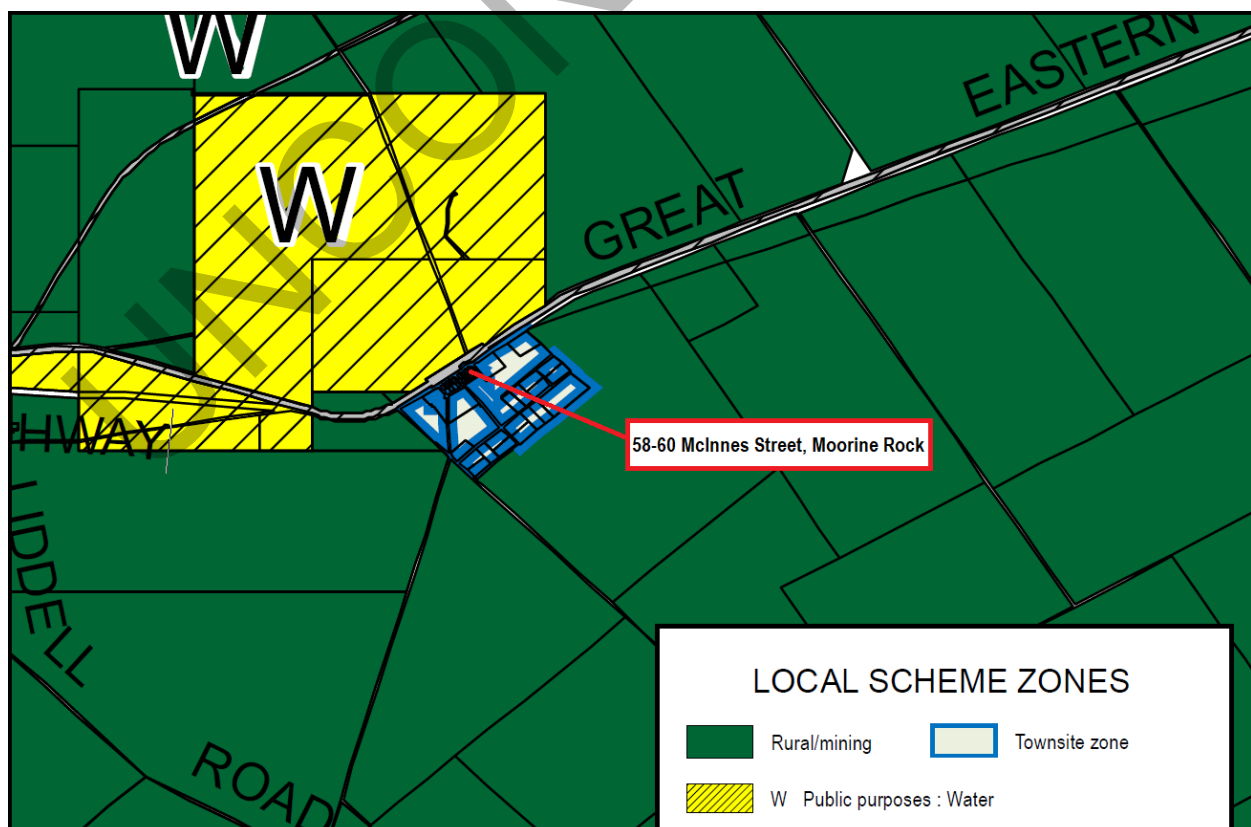 W
W
UNCON
GREAT
EASTERN
HWAY
LIDDELL
ROAD
58-60 McInnes Street, Moorine Rock
LOCAL SCHEME ZONES
Rural/mining
Townsite zone
W Public purposes : Water